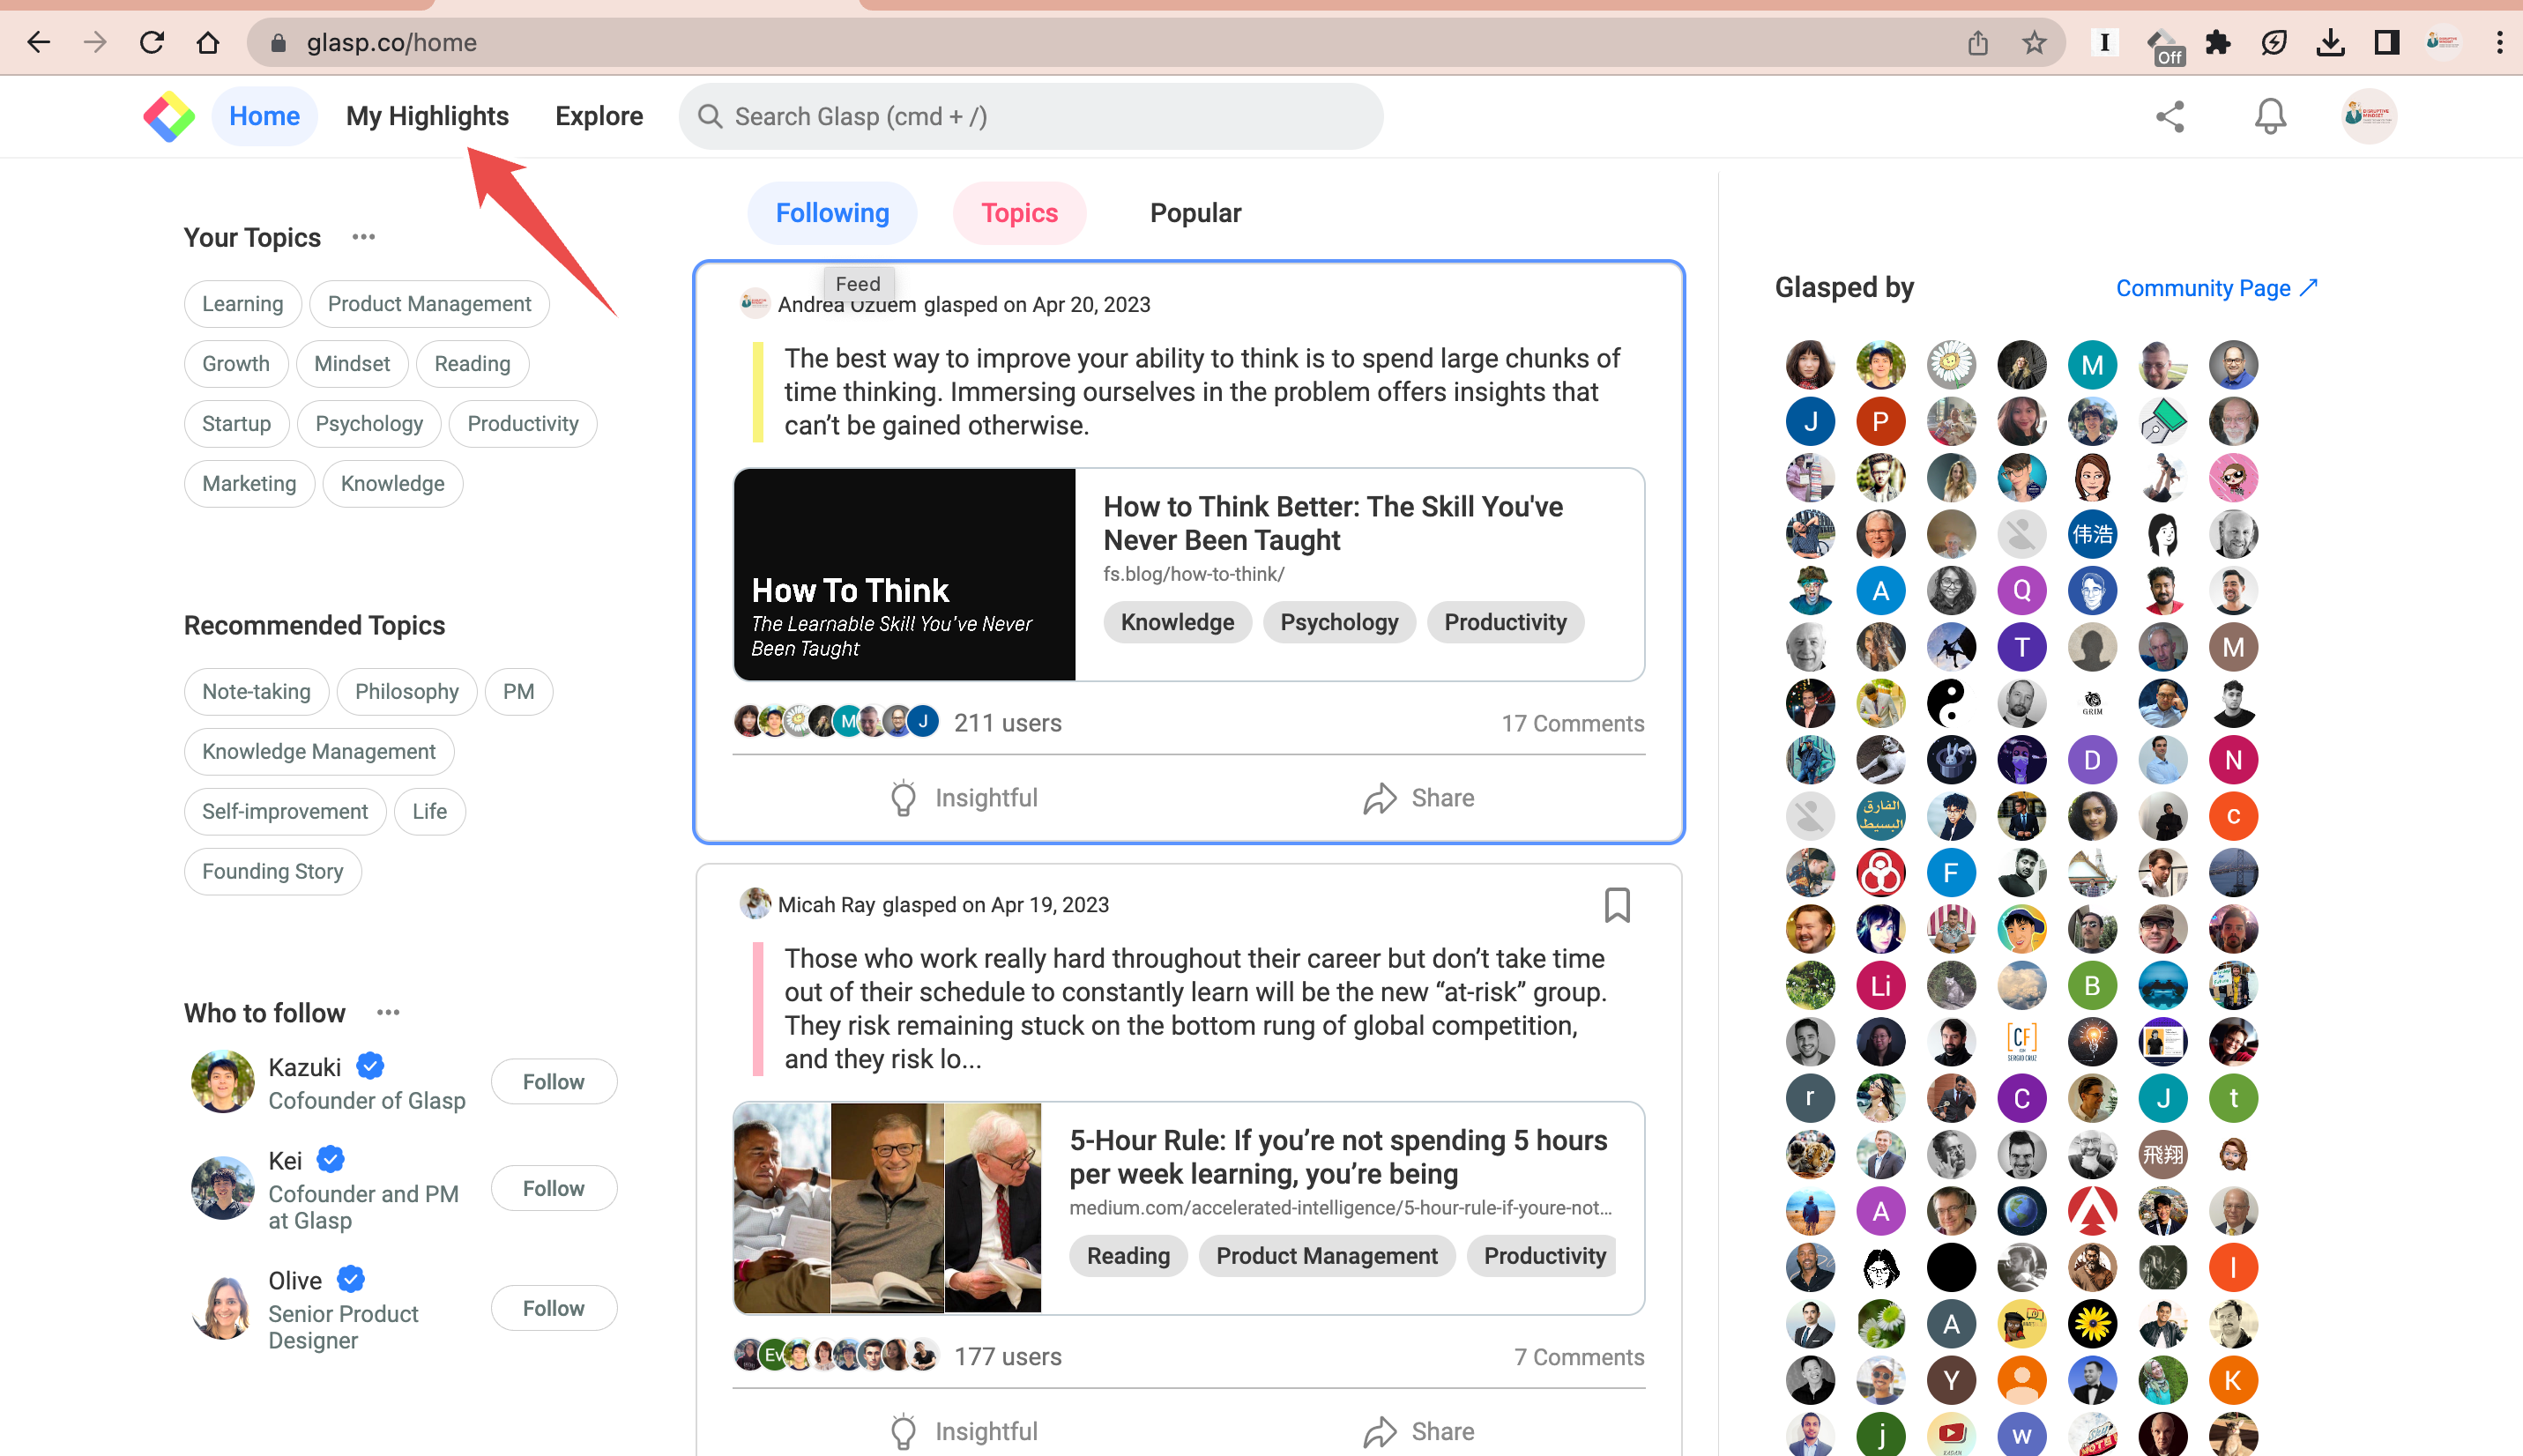 glasp.co/home
Off
Home
My Highlights
Explore
Search Glasp (cmd + /)
Your Topics
Learning
Product Management
Growth
Mindset
Reading
Startup
Psychology
Productivity
Marketing
Knowledge
Recommended Topics
Note-taking
Philosophy
PM
Knowledge Management
Self-improvement
Life
Founding Story
Who to follow
Kazuki
Cofounder of Glasp
Follow
Kei
Cofounder and PM
at Glasp
Follow
Olive
Senior Product
Designer
Follow
Following
Topics
Popular
Feed
Andrea Ozuem glasped on Apr 20, 2023
The best way to improve your ability to think is to spend large chunks of
time thinking. Immersing ourselves in the problem offers insights that
can’t be gained otherwise.
How To Think
The Learnable Skill You've Never
Been Taught
How to Think Better: The Skill You've
Never Been Taught
fs.blog/how-to-think/
Knowledge
Psychology
Productivity
M
J
211 users
17 Comments
Insightful
Share
Micah Ray glasped on Apr 19, 2023
Those who work really hard throughout their career but don’t take time
out of their schedule to constantly learn will be the new “at-risk” group.
They risk remaining stuck on the bottom rung of global competition,
and they risk lo...
5-Hour Rule: If you’re not spending 5 hours
per week learning, you’re being
medium.com/accelerated-intelligence/5-hour-rule-if-youre-not...
Reading
Product Management
Productivity
Ev
177 users
7 Comments
Insightful
Share
Glasped by
Community Page
M
J
P
伟浩
A
Q
T
M
GRIM
D
N
الفارق
البسيط
c
F
Li
B
CF
SERGIO CRUZ
r
C
J
t
飛翔
A
I
A
Y
K
j
w